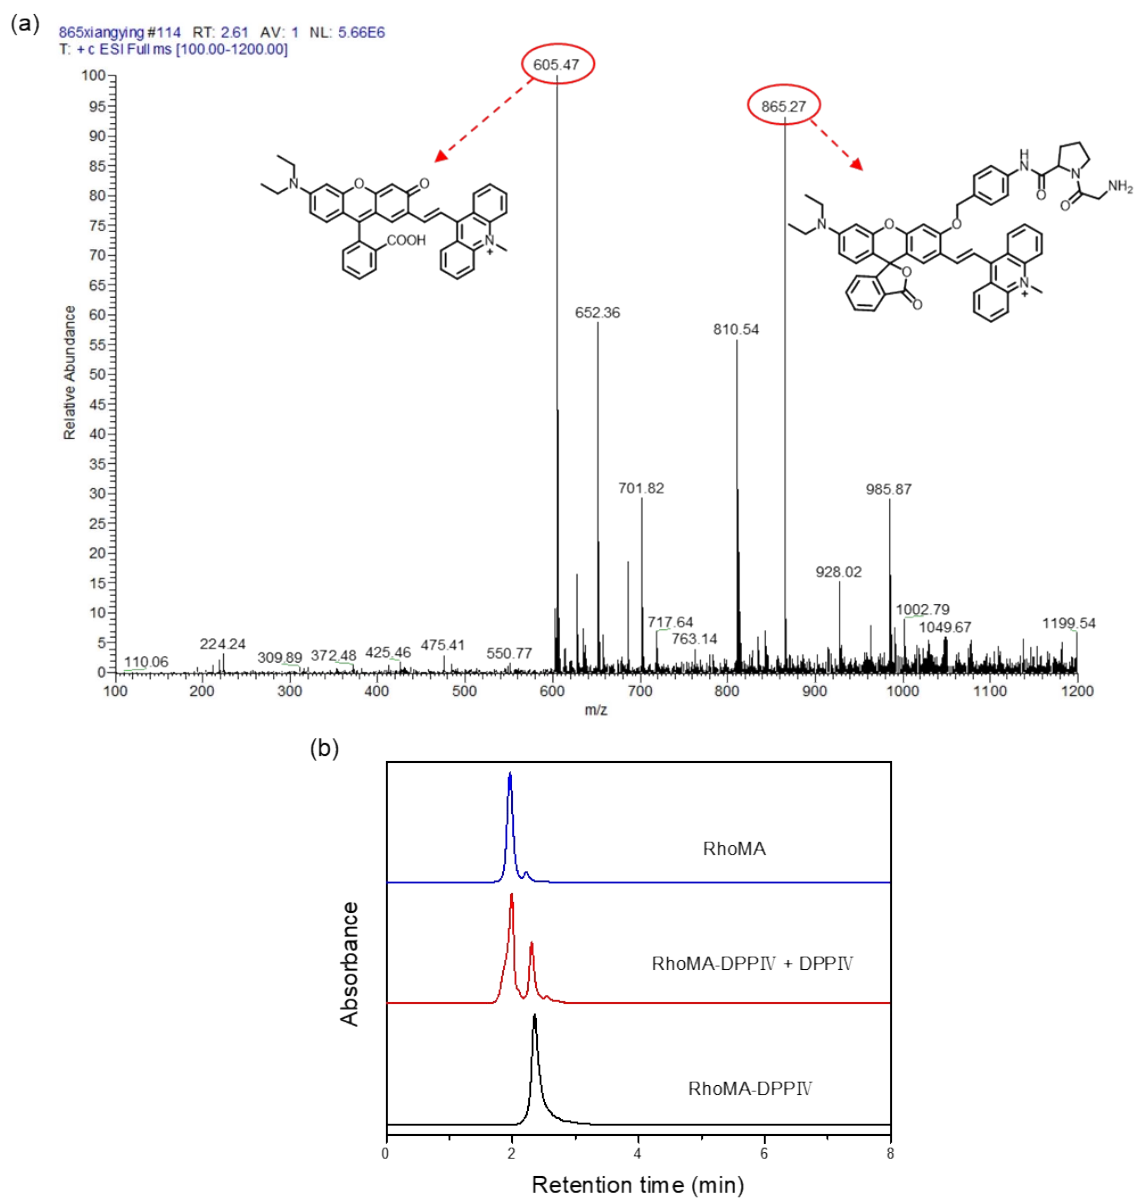 (a)
865xiangying #114 RT: 2.61 AV: 1 NL: 5.66E6
T: + c ESI Full ms [100.00-1200.00]
605.47
865.27
652.36
810.54
701.82
985.87
928.02
717.64
763.14
1002.79
1049.67
1199.54
110.06
224.24
309.89
372.48
425.46
475.41
550.77
N
O
O
COOH
N
+
H
N
O
N
O
NH2
O
N
O
O
O
N
+
100
95
90
85
80
75
70
65
60
55
50
45
40
35
30
25
20
15
10
5
0
Relative Abundance
100
200
300
400
500
600
700
800
900
1000
1100
1200
m/z
(b)
RhoMA
RhoMA-DPPIV + DPPIV
RhoMA-DPPIV
Absorbance
0
2
4
6
8
Retention time (min)